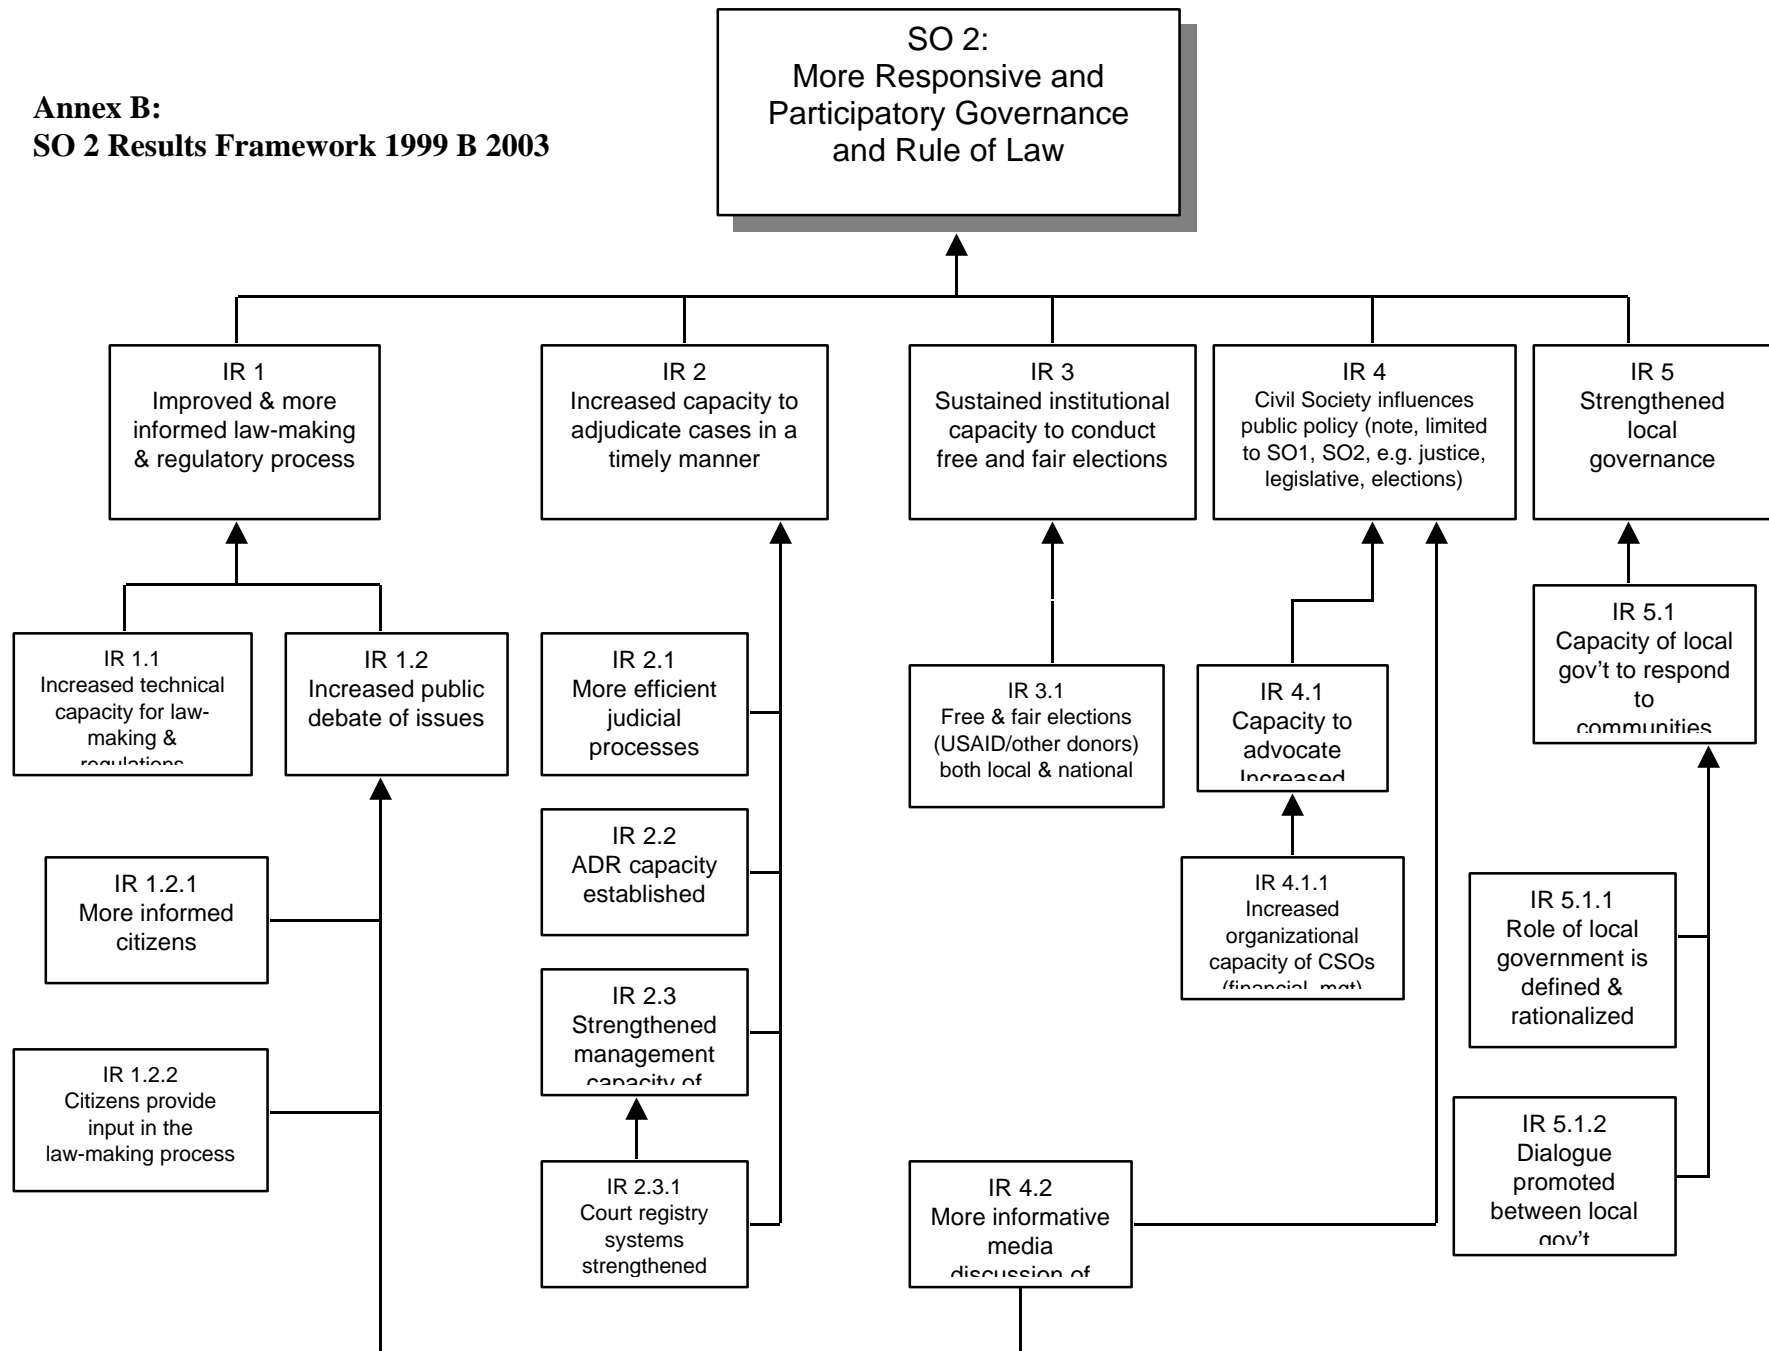 SO 2:
More Responsive and
Participatory Governance
and Rule of Law
Annex B:
SO 2 Results Framework 1999 B 2003
IR 1
Improved & more
informed law-making
& regulatory process
IR 2
Increased capacity to
adjudicate cases in a
timely manner
IR 3
Sustained institutional
capacity to conduct
free and fair elections
IR 4
Civil Society influences
public policy (note, limited
to SO1, SO2, e.g. justice,
legislative, elections)
IR 5
Strengthened
local
governance
IR 1.1
Increased technical
capacity for law-
making &
regulations
IR 1.2
Increased public
debate of issues
IR 2.1
More efficient
judicial
processes
IR 3.1
Free & fair elections
(USAID/other donors)
both local & national
IR 4.1
Capacity to
advocate
Increased
IR 5.1
Capacity of local
gov't to respond
to
communities
IR 1.2.1
More informed
citizens
IR 2.2
ADR capacity
established
IR 4.1.1
Increased
organizational
capacity of CSOs
(financial, mgt)
IR 5.1.1
Role of local
government is
defined &
rationalized
IR 2.3
Strengthened
management
capacity of
IR 1.2.2
Citizens provide
input in the
law-making process
IR 2.3.1
Court registry
systems
strengthened
IR 4.2
More informative
media
discussion of
IR 5.1.2
Dialogue
promoted
between local
gov't